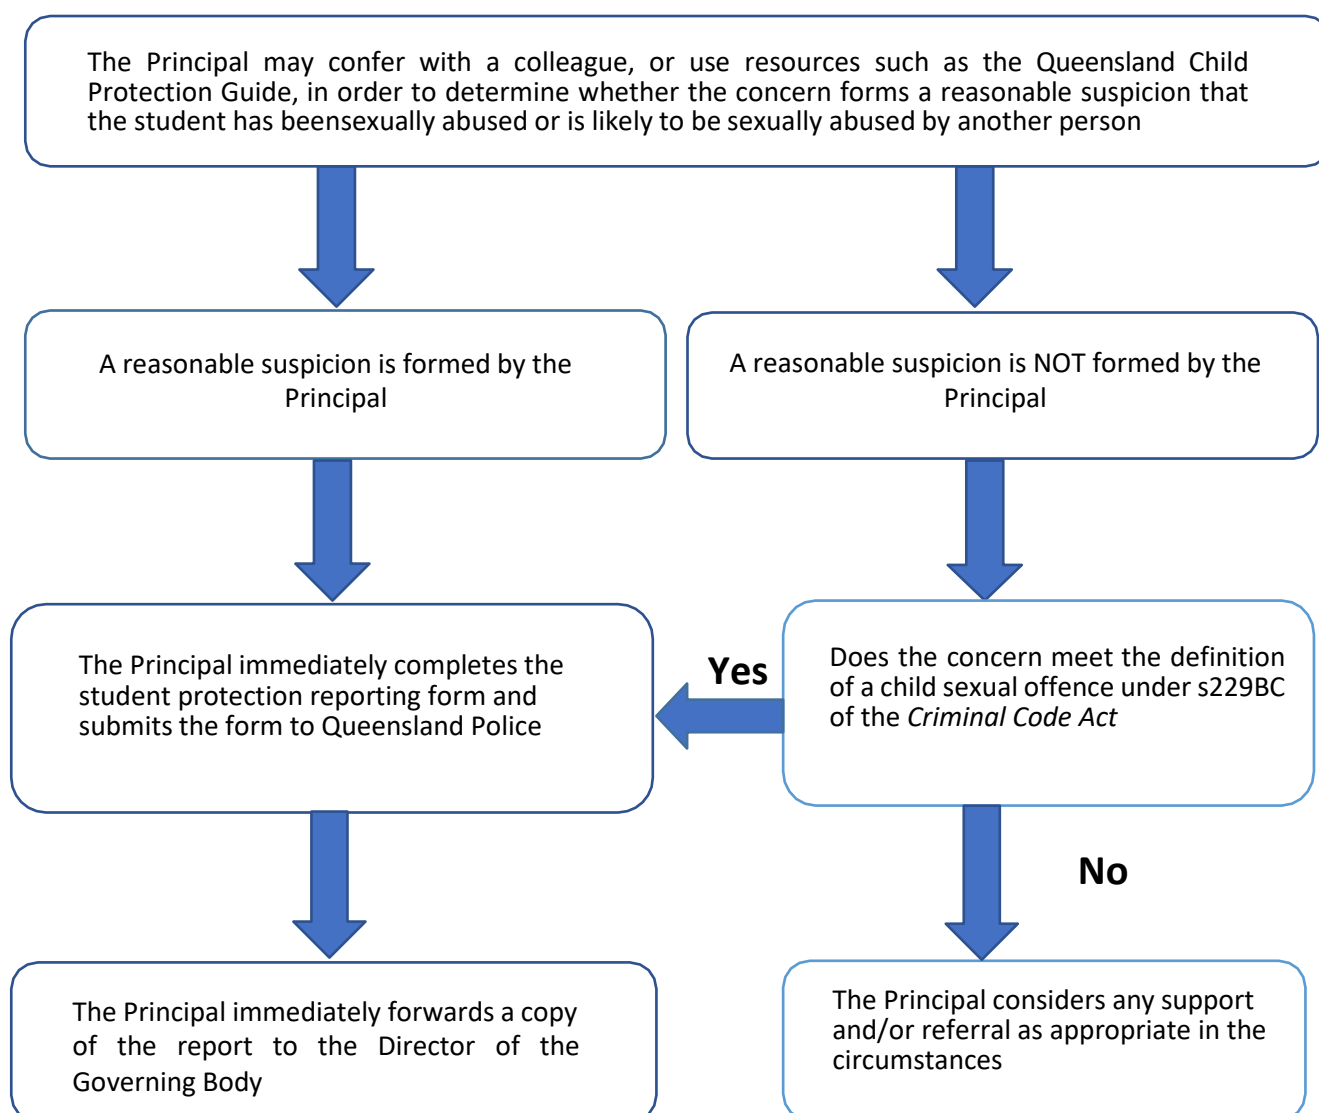 The Principal may confer with a colleague, or use resources such as the Queensland Child
Protection Guide, in order to determine whether the concern forms a reasonable suspicion that
the student has beensexually abused or is likely to be sexually abused by another person
A reasonable suspicion is formed by the
Principal
A reasonable suspicion is NOT formed by the
Principal
The Principal immediately completes the
student protection reporting form and
submits the form to Queensland Police
Yes
Does the concern meet the definition
of a child sexual offence under s229BC
of the Criminal Code Act
No
The Principal immediately forwards a copy
of the report to the Director of the
Governing Body
The Principal considers any support
and/or referral as appropriate in the
circumstances